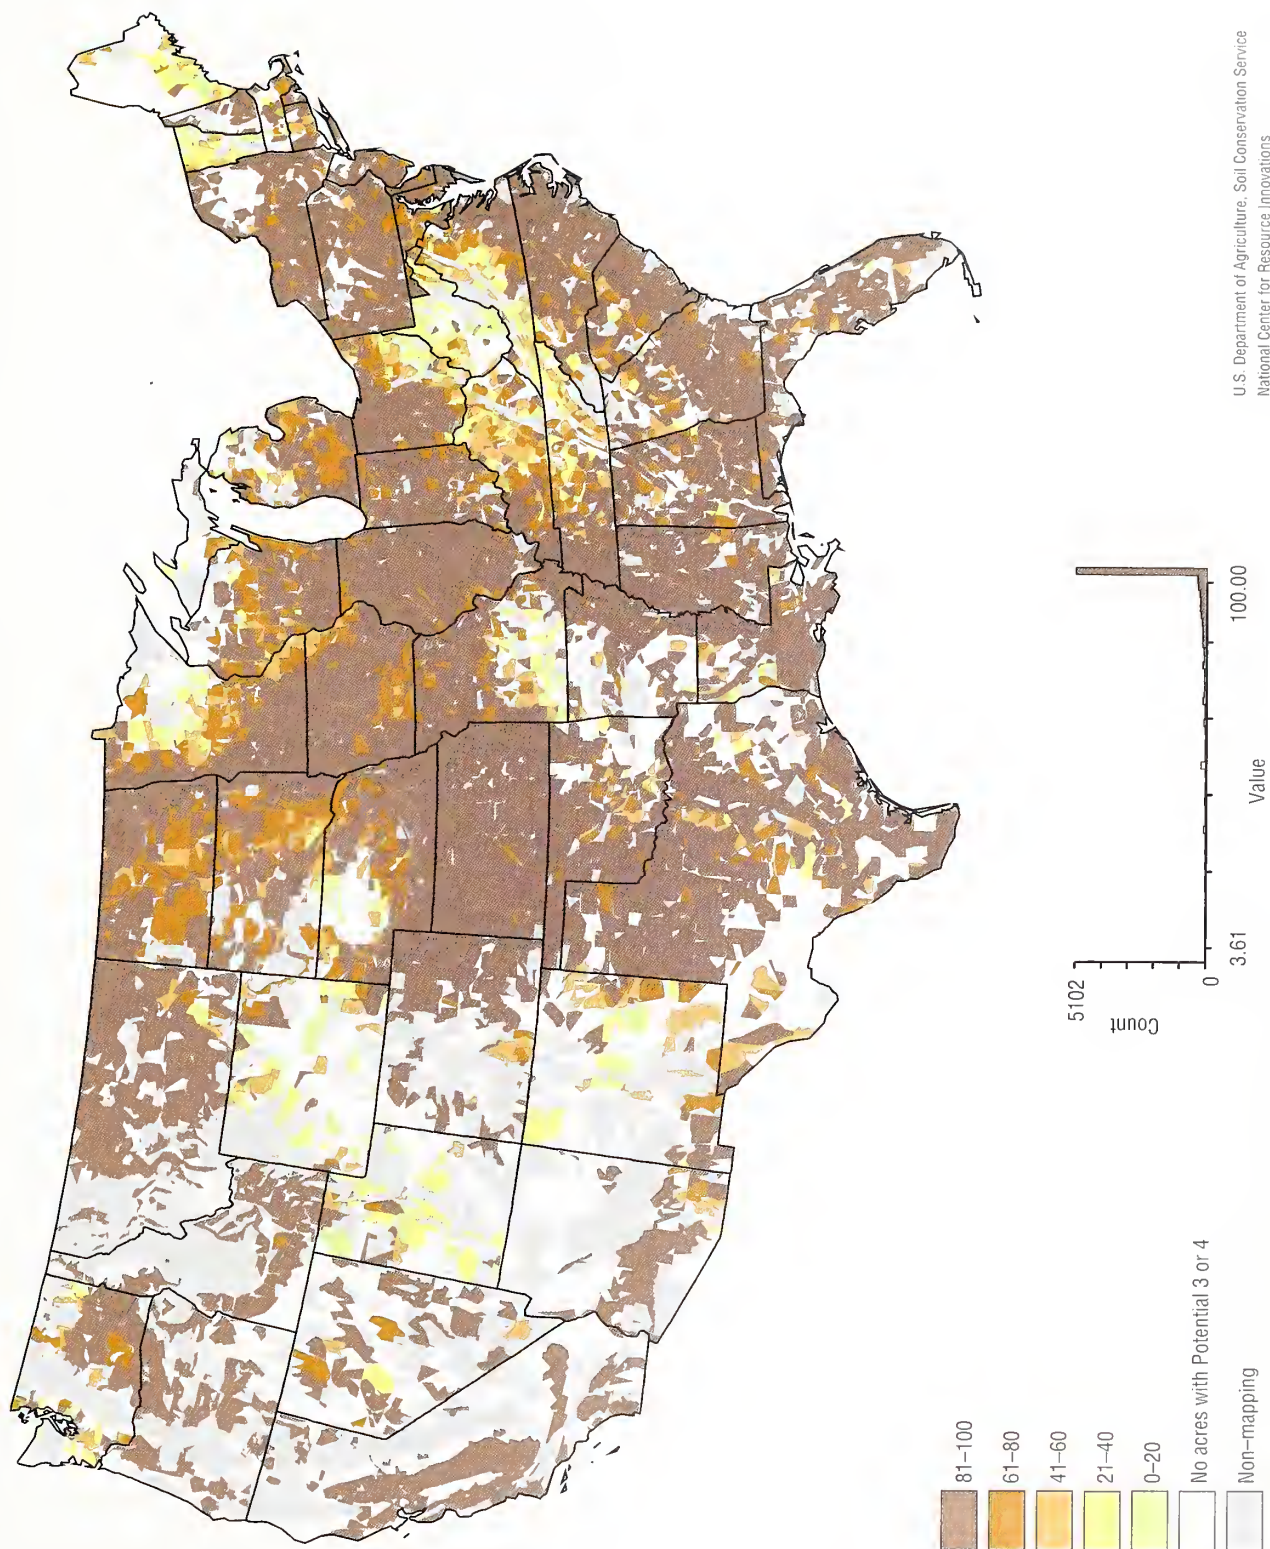 81–100
61–80
41–60
21–40
0–20
No acres with Potential 3 or 4
Non–mapping
5102
Count
0
3.61
100.00
Value
U.S. Department of Agriculture, Soil Conservation Service
National Center for Resource Innovations